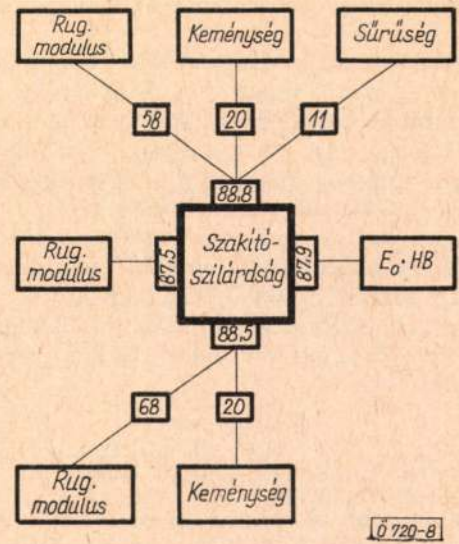 Rug.
modulus
Keménység
Sűrűség
58
20
11
88,8
Rug.
modulus
87,5
Szakító-
szilárdság
87,9
E₀·HB
88,5
68
20
Rug.
modulus
Keménység
Ö 720-8